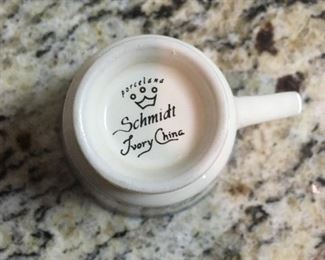 porcelana
Schmidt
Ivory China